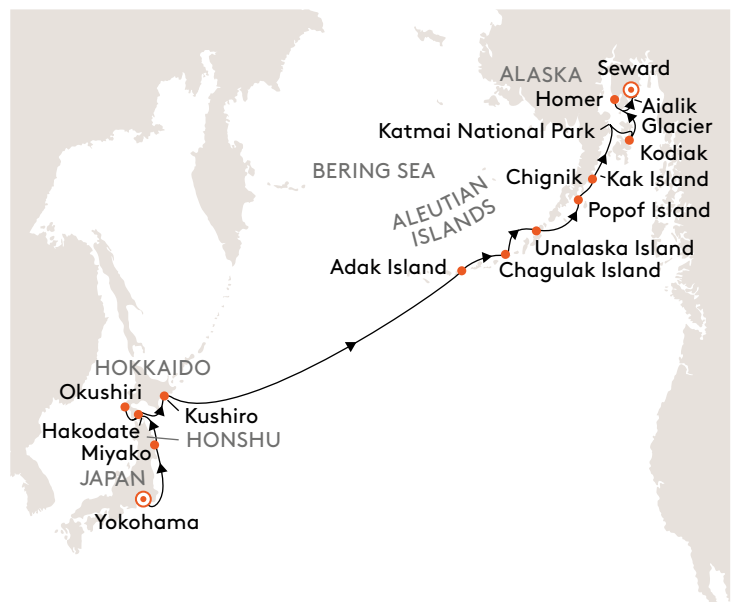 Seward
ALASKA
Homer
Aialik
Glacier
Katmai National Park
Kodiak
BERING SEA
Chignik
Kak Island
ALEUTIAN
ISLANDS
Popof Island
Unalaska Island
Adak Island
Chagulak Island
HOKKAIDO
Okushiri
Kushiro
Hakodate
HONSHU
Miyako
JAPAN
Yokohama